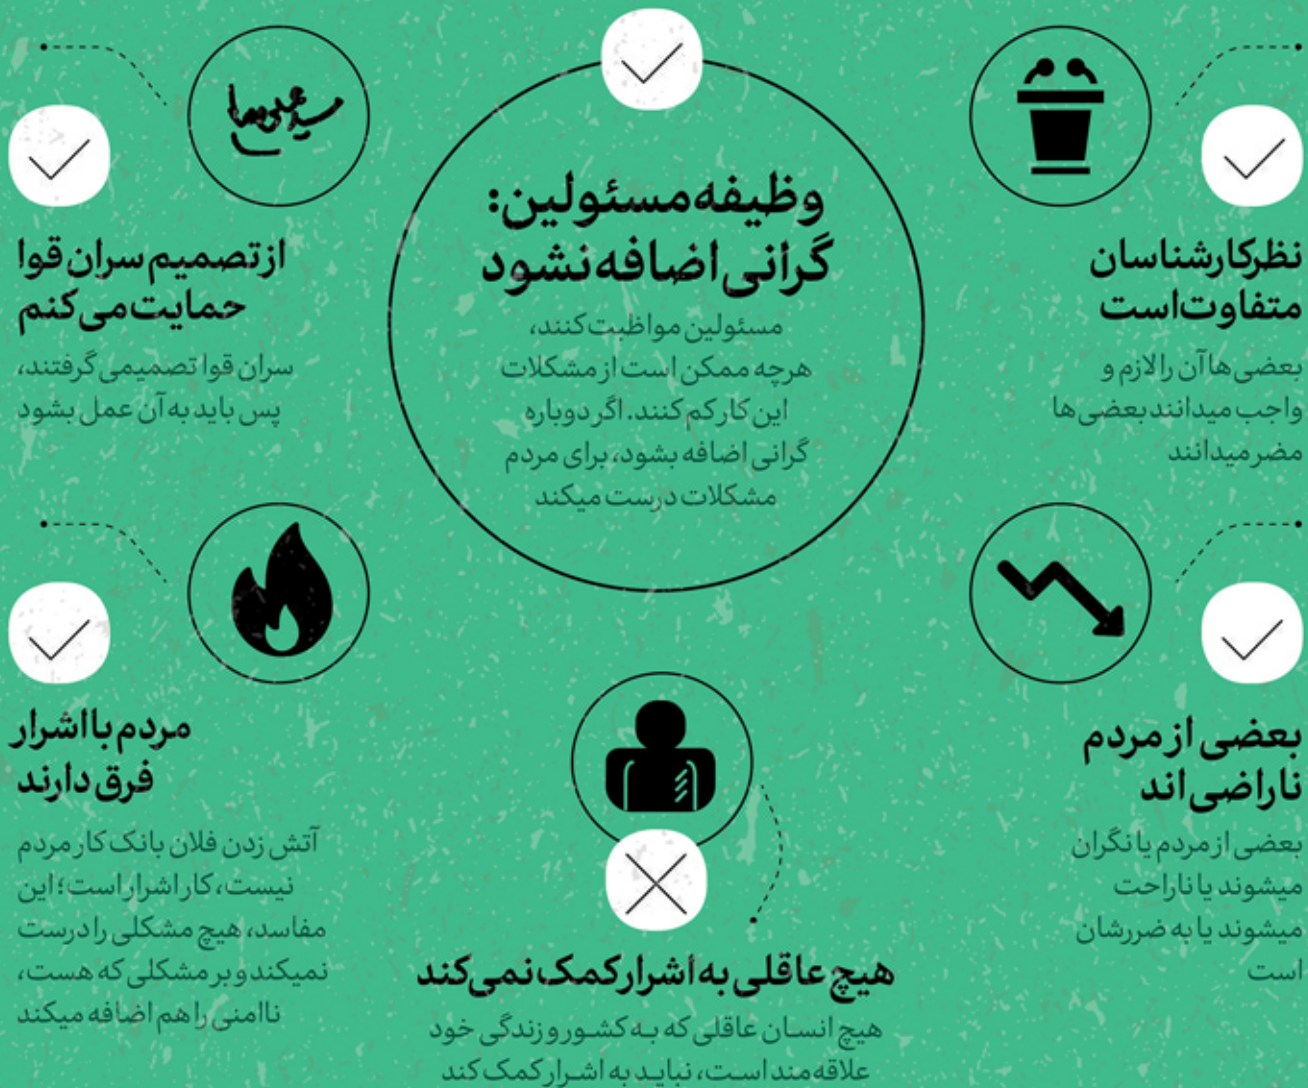 وظیفه مسئولین:
گرانی اضافه نشود
مسئولین مواظبت کنند،
هرچه ممکن است از مشکلات
این کار کم کنند. اگر دوباره
گرانی اضافه بشود، برای مردم
مشکلات درست میکند
نظر کارشناسان
متفاوت است
بعضی ها آن را لازم و
واجب میدانند بعضی ها
مضر میدانند
از تصمیم سران قوا
حمایت می کنم
سران قوا تصمیمی گرفتند،
پس باید به آن عمل بشود
بعضی از مردم
ناراضی اند
بعضی از مردم یا نگران
میشوند یا ناراحت
میشوند یا به ضررشان
است
مردم با اشرار
فرق دارند
آتش زدن فلان بانک کار مردم
نیست، کار اشرار است؛ این
مفاسد، هیچ مشکلی را درست
نمیکند و بر مشکلی که هست،
ناامنی را هم اضافه میکند
هیچ عاقلی به اشرار کمک نمی کند
هیچ انسان عاقلی که به کشور و زندگی خود
علاقه مند است، نباید به اشرار کمک کند